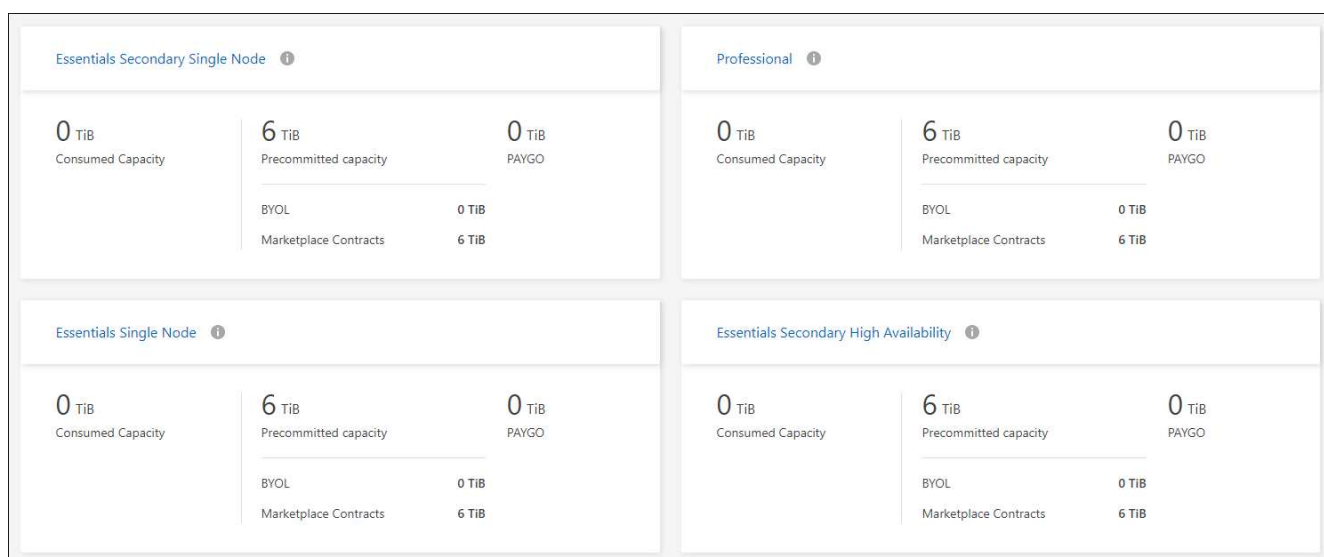 Essentials Secondary Single Node
0 TiB
Consumed Capacity
6 TiB
Precommitted capacity
0 TiB
PAYGO
BYOL 0 TiB
Marketplace Contracts 6 TiB
Professional
0 TiB
Consumed Capacity
6 TiB
Precommitted capacity
0 TiB
PAYGO
BYOL 0 TiB
Marketplace Contracts 6 TiB
Essentials Single Node
0 TiB
Consumed Capacity
6 TiB
Precommitted capacity
0 TiB
PAYGO
BYOL 0 TiB
Marketplace Contracts 6 TiB
Essentials Secondary High Availability
0 TiB
Consumed Capacity
6 TiB
Precommitted capacity
0 TiB
PAYGO
BYOL 0 TiB
Marketplace Contracts 6 TiB